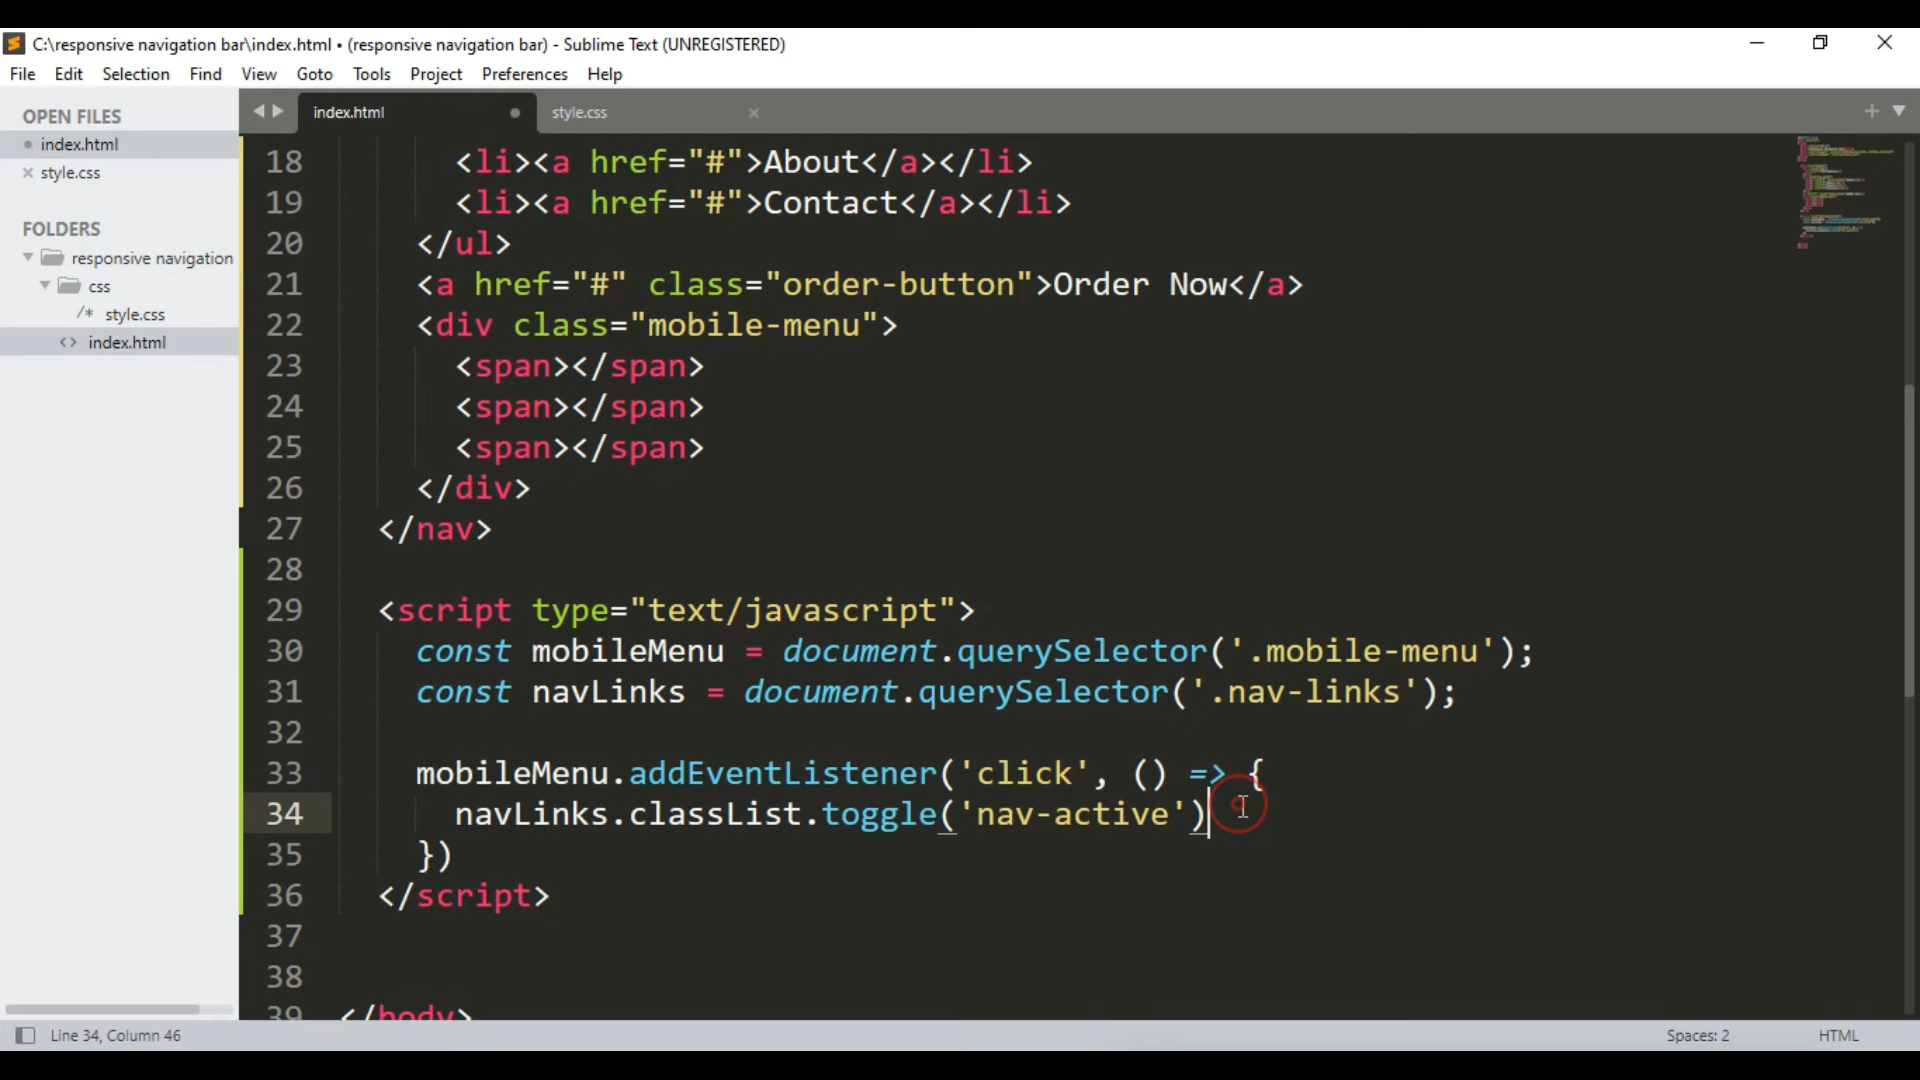 C:\responsive navigation bar\index.html • (responsive navigation bar) - Sublime Text (UNREGISTERED)
File Edit Selection Find View Goto Tools Project Preferences Help
OPEN FILES
index.html
style.css
FOLDERS
responsive navigation
css
/* style.css
<> index.html
index.html style.css
18 <li><a href="#">About</a></li>
19 <li><a href="#">Contact</a></li>
20 </ul>
21 <a href="#" class="order-button">Order Now</a>
22 <div class="mobile-menu">
23 <span></span>
24 <span></span>
25 <span></span>
26 </div>
27 </nav>
28
29 <script type="text/javascript">
30 const mobileMenu = document.querySelector('.mobile-menu');
31 const navLinks = document.querySelector('.nav-links');
32
33 mobileMenu.addEventListener('click', () => {
34 navLinks.classList.toggle('nav-active')
35 })
36 </script>
37
38
39 </body>
Line 34, Column 46 Spaces: 2 HTML